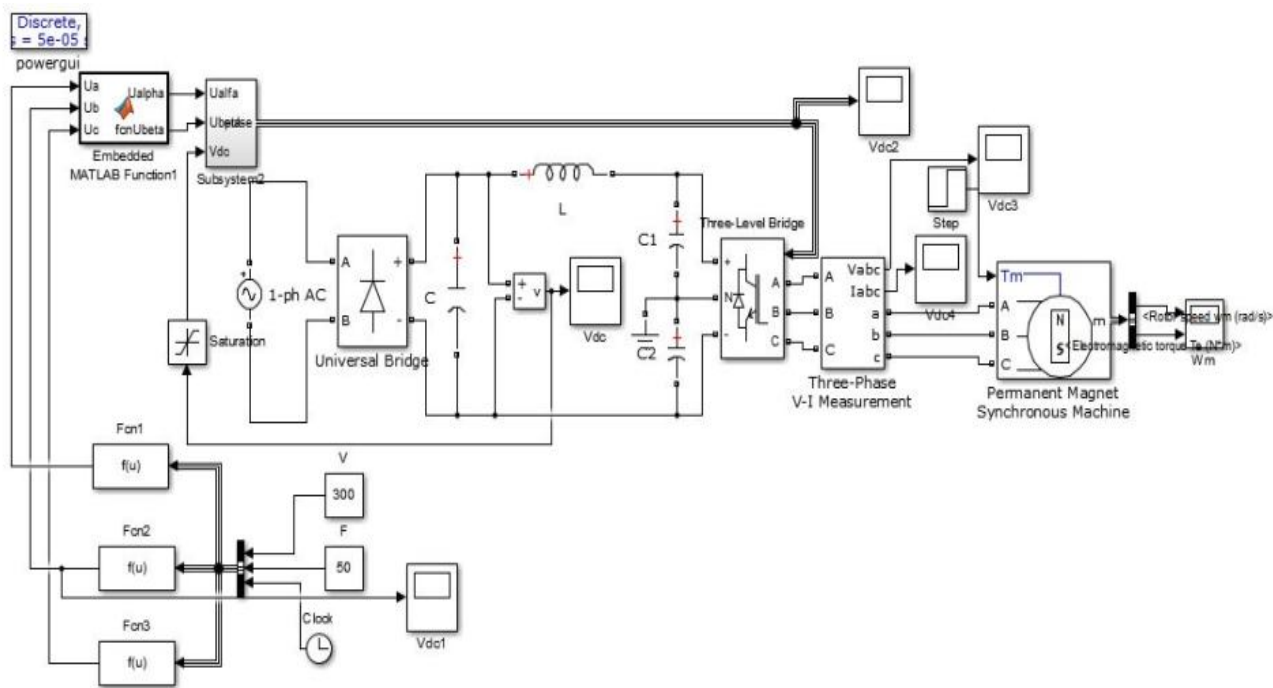 Discrete,
s = 5e-05 s
powergui
Ua
Ub
Uc
Ualpha
fcnUbeta
Embedded
MATLAB Function1
Ualfa
Vdc
Subsystem2
Vdc2
Vdc3
Step
L
C1
Three-Level Bridge
+
N
-
A
B
C
A
B
C
Vabc
Iabc
a
b
c
Three-Phase
V-I Measurement
Vdc4
Tm
A
B
C
N
S
m
Permanent Magnet
Synchronous Machine
<Rotor speed wm (rad/s)>
<Electromagnetic torque Te (N*m)>
Wm
1-ph AC
A
B
+
-
Universal Bridge
C
+
-
v
Vdc
C2
Saturation
Fcn1
f(u)
Fcn2
f(u)
Fcn3
f(u)
V
300
F
50
Clock
Vdc1